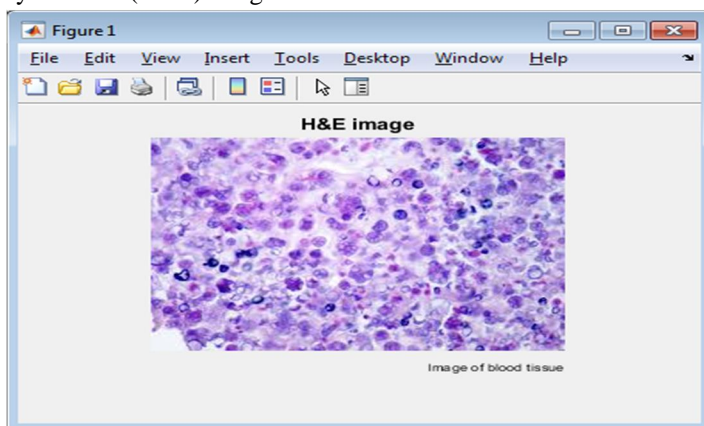 Figure 1
File Edit View Insert Tools Desktop Window Help
H&E image
Image of blood tissue